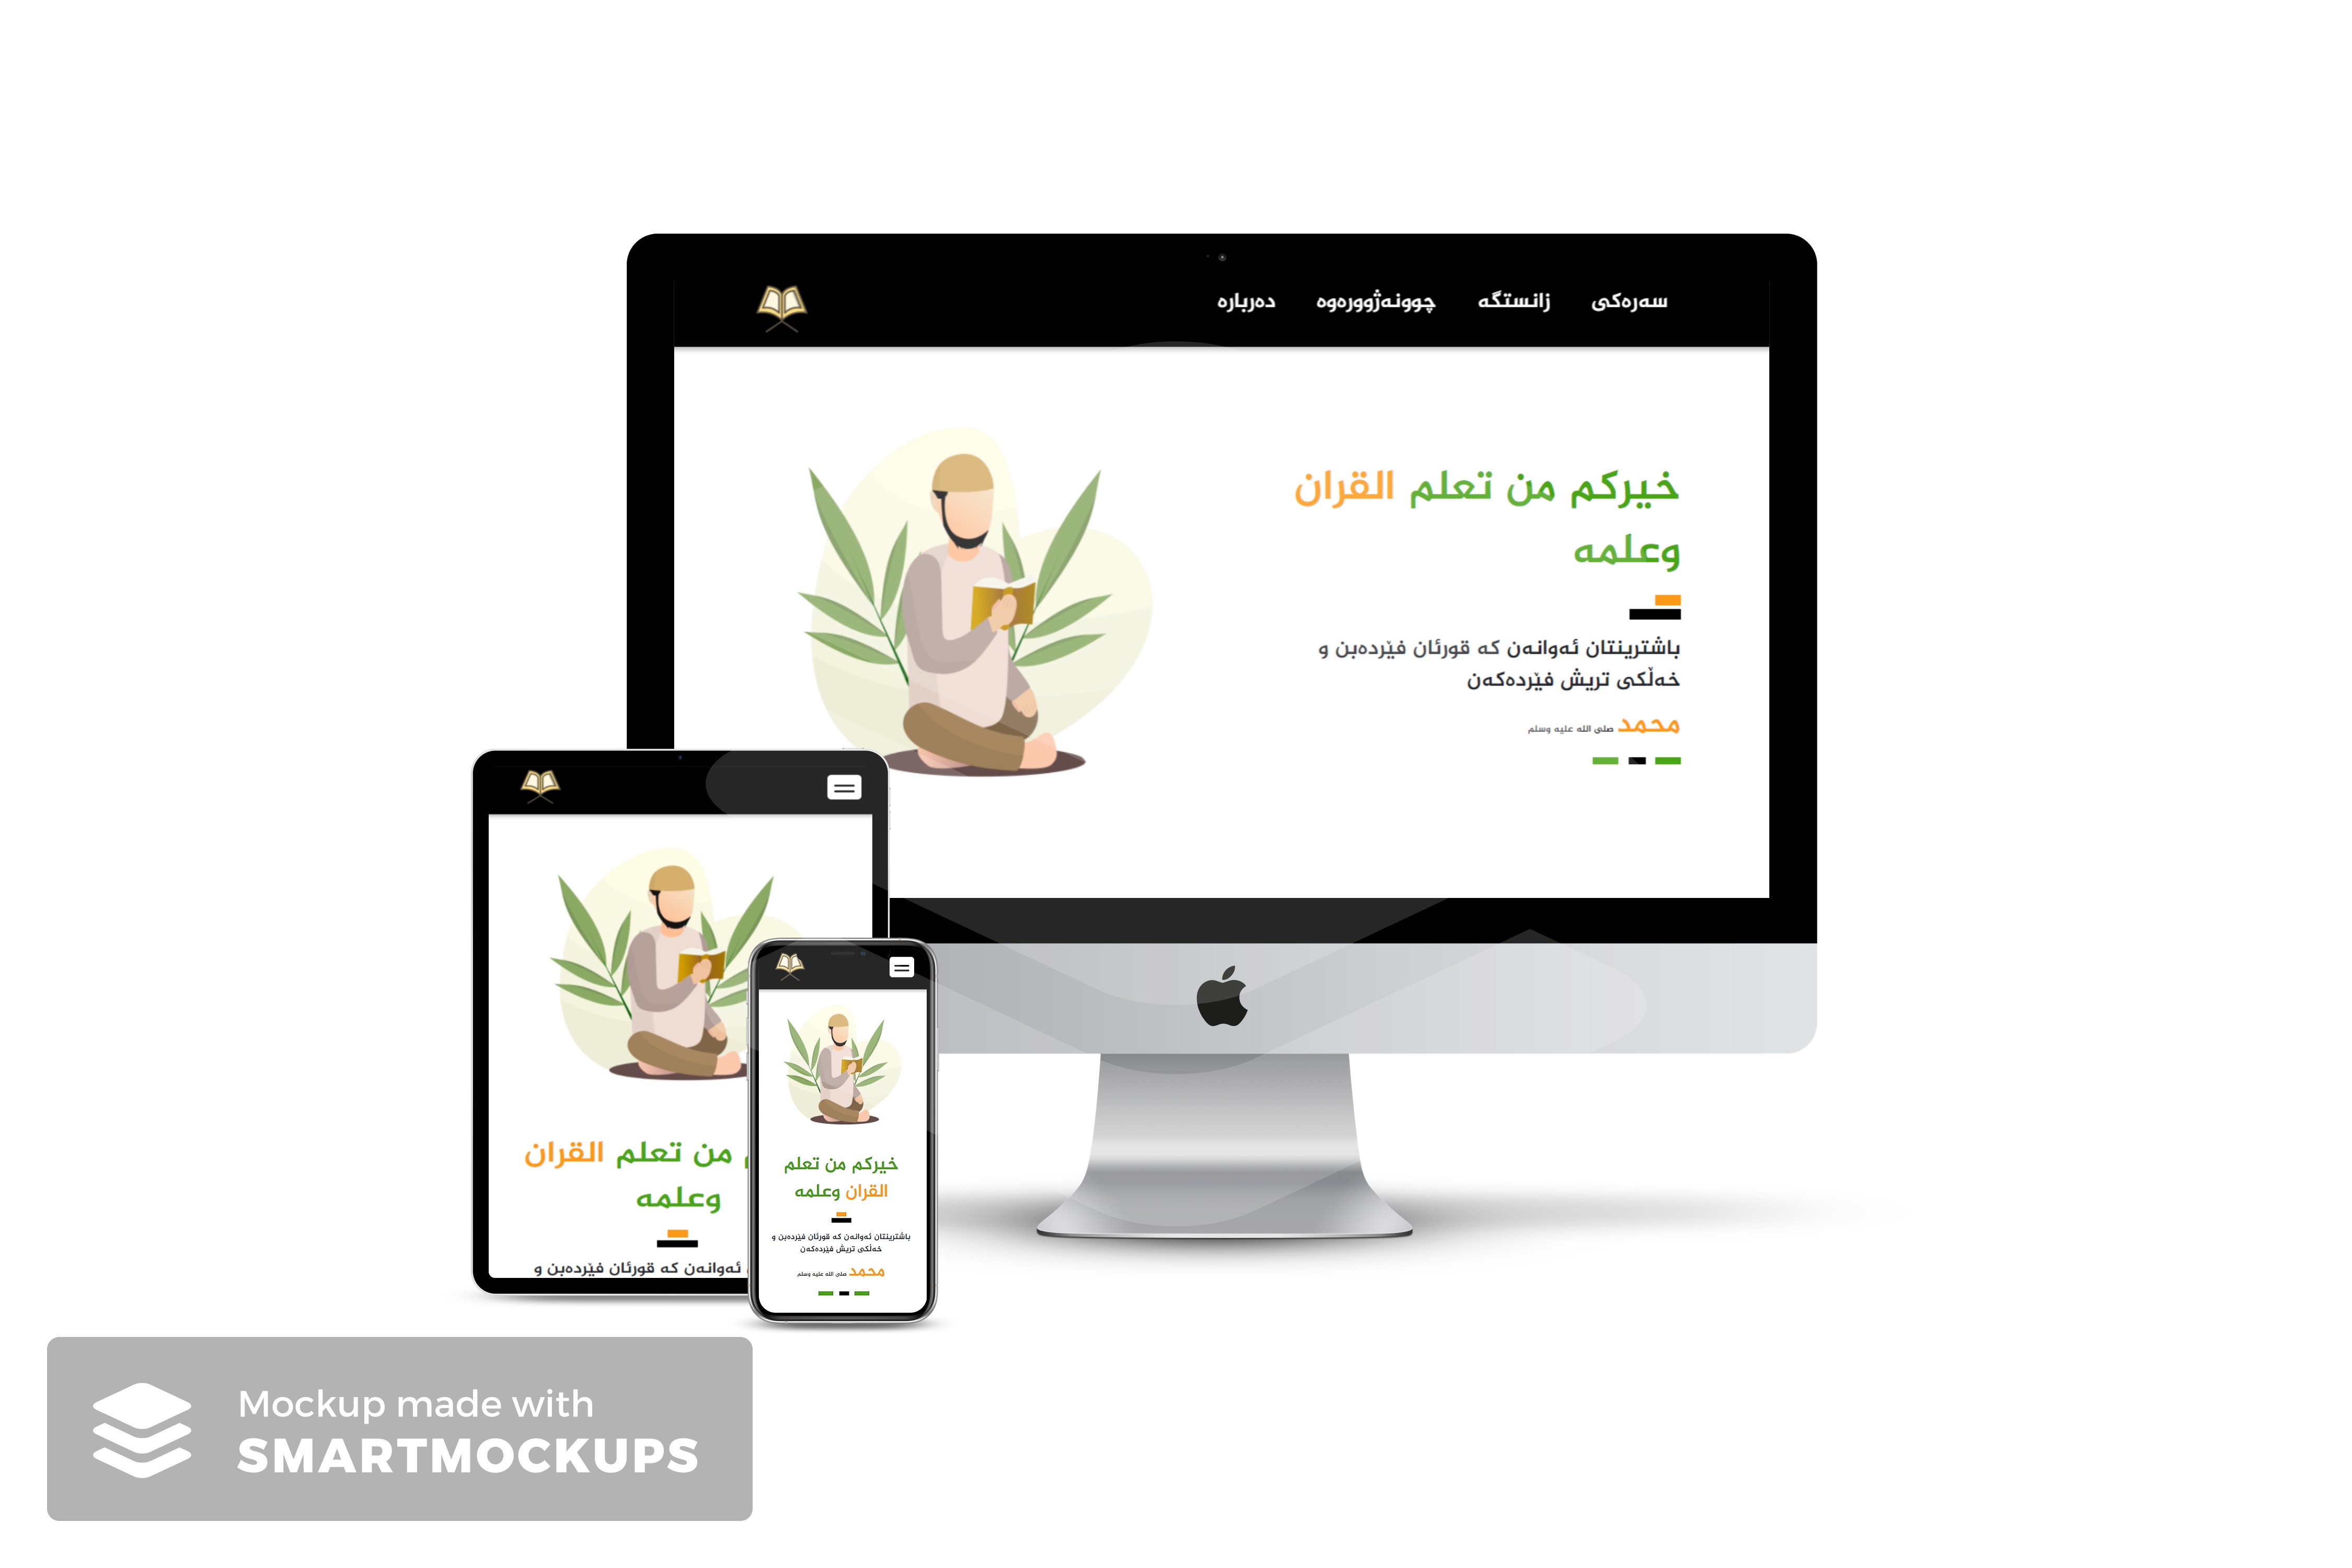 سەرەکی زانستگە چوونەژوورەوە دەربارە
خيركم من تعلم القران
وعلمه
باشترینتان ئەوانەن کە قورئان فێردەبن و
خەڵکی تریش فێردەکەن
محمد صلى الله عليه وسلم
من تعلم القران
وعلمه
ئەوانەن کە قورئان فێردەبن و
خيركم من تعلم
القران وعلمه
باشترینتان ئەوانەن کە قورئان فێردەبن و
خەڵکی تریش فێردەکەن
محمد صلى الله عليه وسلم
Mockup made with
SMARTMOCKUPS